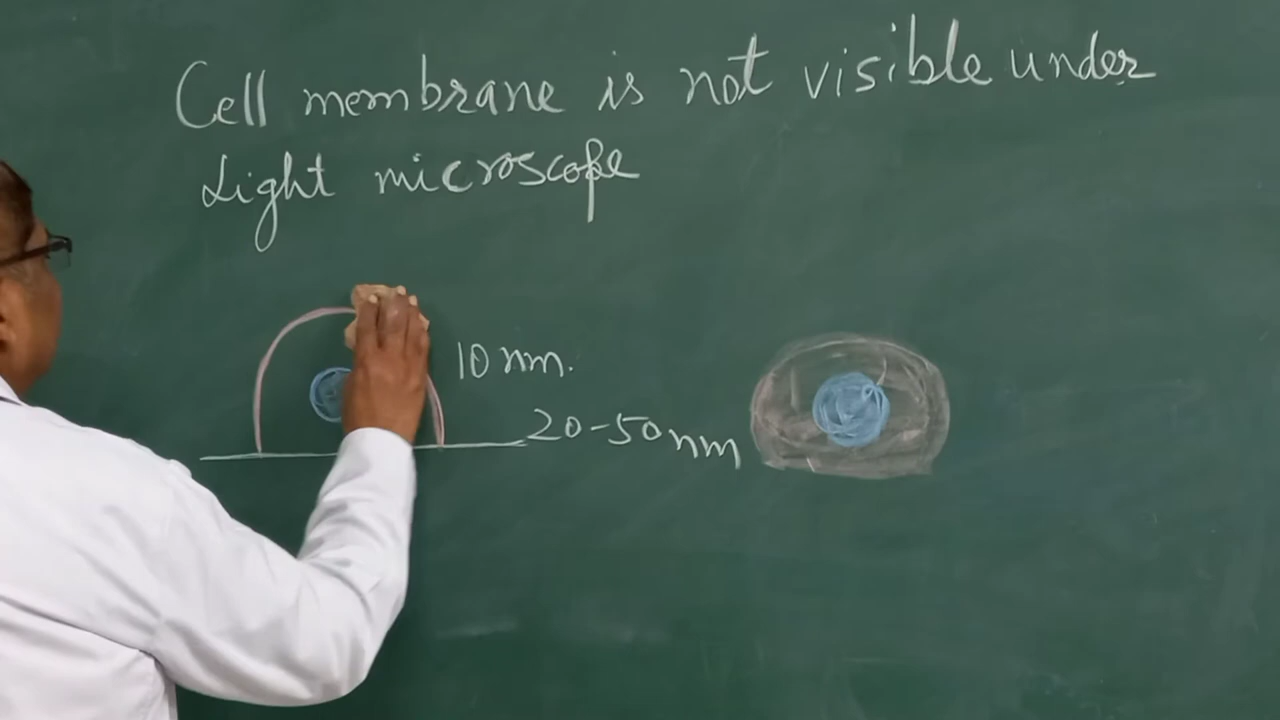 Cell membrane is not visible under
Light microscope
10 nm.
20-50nm